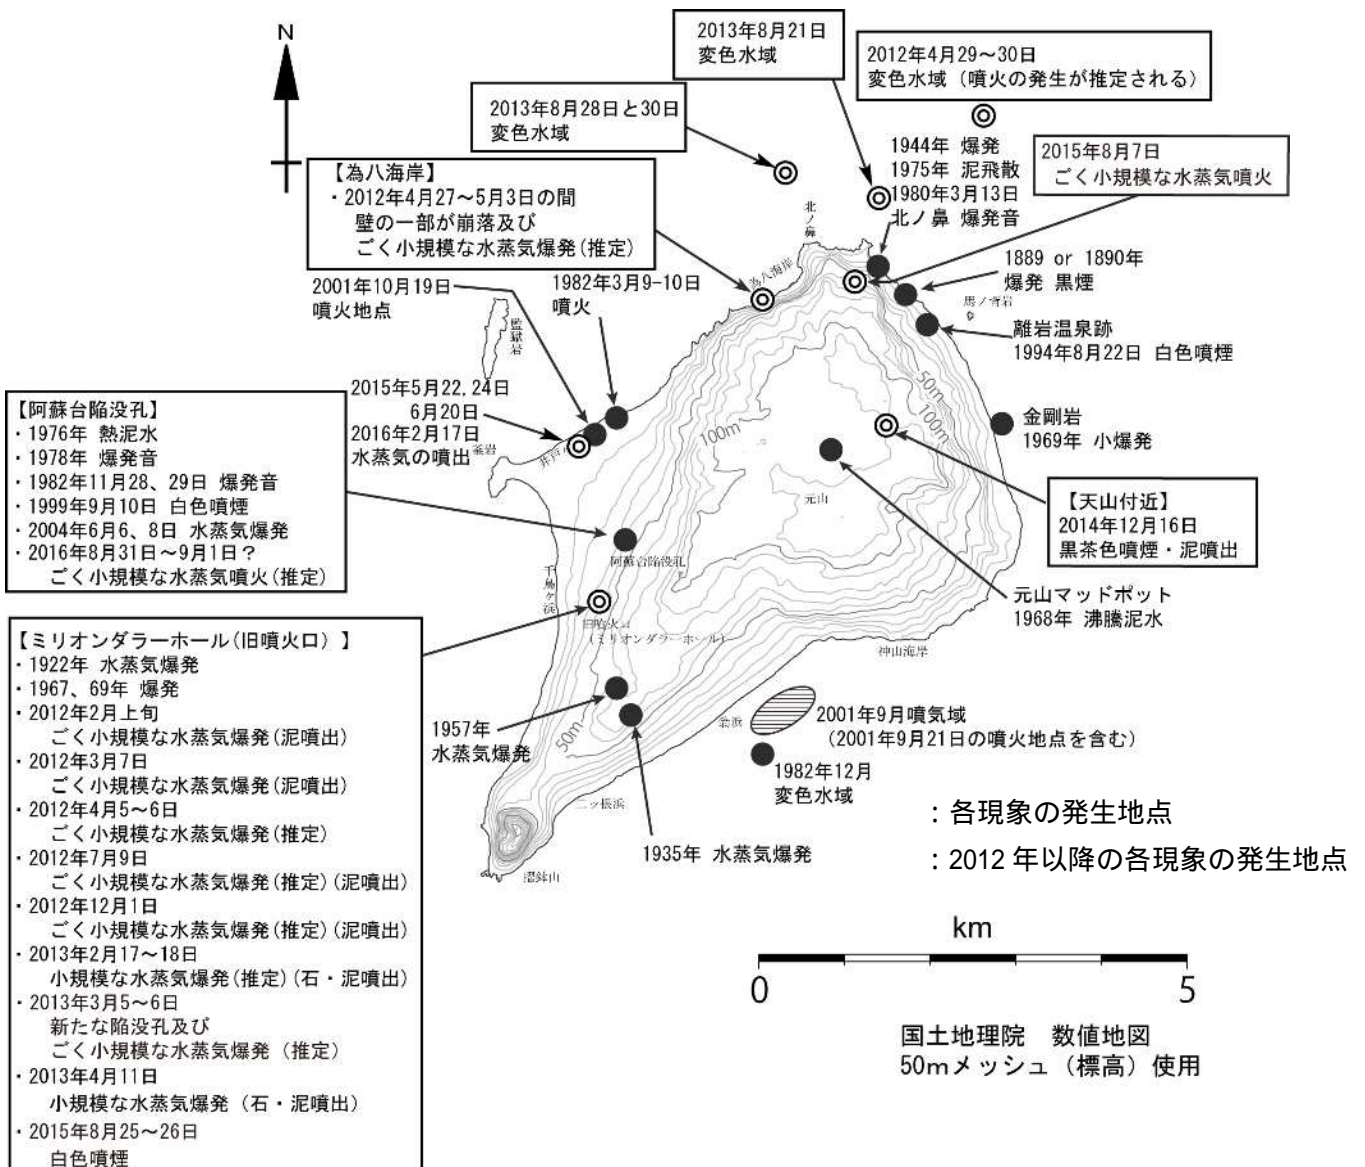 N
2013年8月21日
変色水域
2012年4月29～30日
変色水域（噴火の発生が推定される）
2013年8月28日と30日
変色水域
1944年 爆発
1975年 泥飛散
1980年3月13日
北ノ鼻 爆発音
2015年8月7日
ごく小規模な水蒸気噴火
【為八海岸】
・2012年4月27～5月3日の間
壁の一部が崩落及び
ごく小規模な水蒸気爆発(推定)
北ノ鼻
為八海岸
1889 or 1890年
爆発 黒煙
馬ノ背岩
離岩温泉跡
1994年8月22日 白色噴煙
2001年10月19日
噴火地点
1982年3月9-10日
噴火
監獄岩
2015年5月22,24日
6月20日
2016年2月17日
水蒸気の噴出
釜岩
100m
50m
100m
金剛岩
1969年 小爆発
【阿蘇台陥没孔】
・1976年 熱泥水
・1978年 爆発音
・1982年11月28、29日 爆発音
・1999年9月10日 白色噴煙
・2004年6月6、8日 水蒸気爆発
・2016年8月31日～9月1日？
ごく小規模な水蒸気噴火(推定)
元山
【天山付近】
2014年12月16日
黒茶色噴煙・泥噴出
阿蘇台陥没孔
千鳥ヶ浜
元山マッドポット
1968年 沸騰泥水
旧噴火口
(ミリオンダラーホール)
神山海岸
【ミリオンダラーホール(旧噴火口) 】
・1922年 水蒸気爆発
・1967、69年 爆発
・2012年2月上旬
ごく小規模な水蒸気爆発(泥噴出)
・2012年3月7日
ごく小規模な水蒸気爆発(泥噴出)
・2012年4月5～6日
ごく小規模な水蒸気爆発(推定)
・2012年7月9日
ごく小規模な水蒸気爆発(推定)(泥噴出)
・2012年12月1日
ごく小規模な水蒸気爆発(推定)(泥噴出)
・2013年2月17～18日
小規模な水蒸気爆発(推定)(石・泥噴出)
・2013年3月5～6日
新たな陥没孔及び
ごく小規模な水蒸気爆発（推定）
・2013年4月11日
小規模な水蒸気爆発（石・泥噴出）
・2015年8月25～26日
白色噴煙
1957年
水蒸気爆発
50m
翁浜
2001年9月噴気域
(2001年9月21日の噴火地点を含む)
1982年12月
変色水域
二ッ根浜
1935年 水蒸気爆発
摺鉢山
：各現象の発生地点
：2012 年以降の各現象の発生地点
km
0 5
国土地理院　数値地図
50mメッシュ（標高）使用